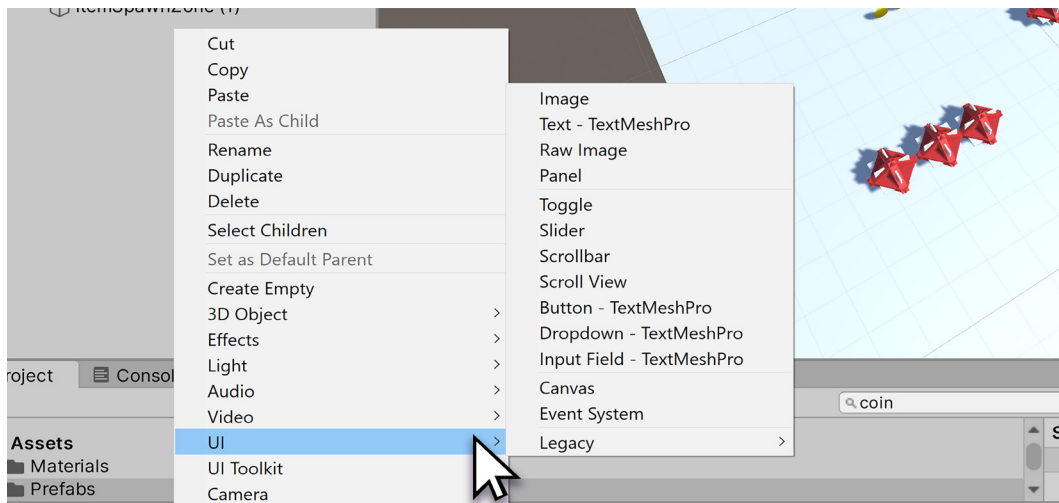 ItemSpawnZone (1)
Cut
Copy
Paste
Paste As Child
Rename
Duplicate
Delete
Select Children
Set as Default Parent
Create Empty
3D Object
Effects
Light
Audio
Video
UI
UI Toolkit
Camera
Image
Text - TextMeshPro
Raw Image
Panel
Toggle
Slider
Scrollbar
Scroll View
Button - TextMeshPro
Dropdown - TextMeshPro
Input Field - TextMeshPro
Canvas
Event System
Legacy
roject
Consol
coin
Assets
Materials
Prefabs